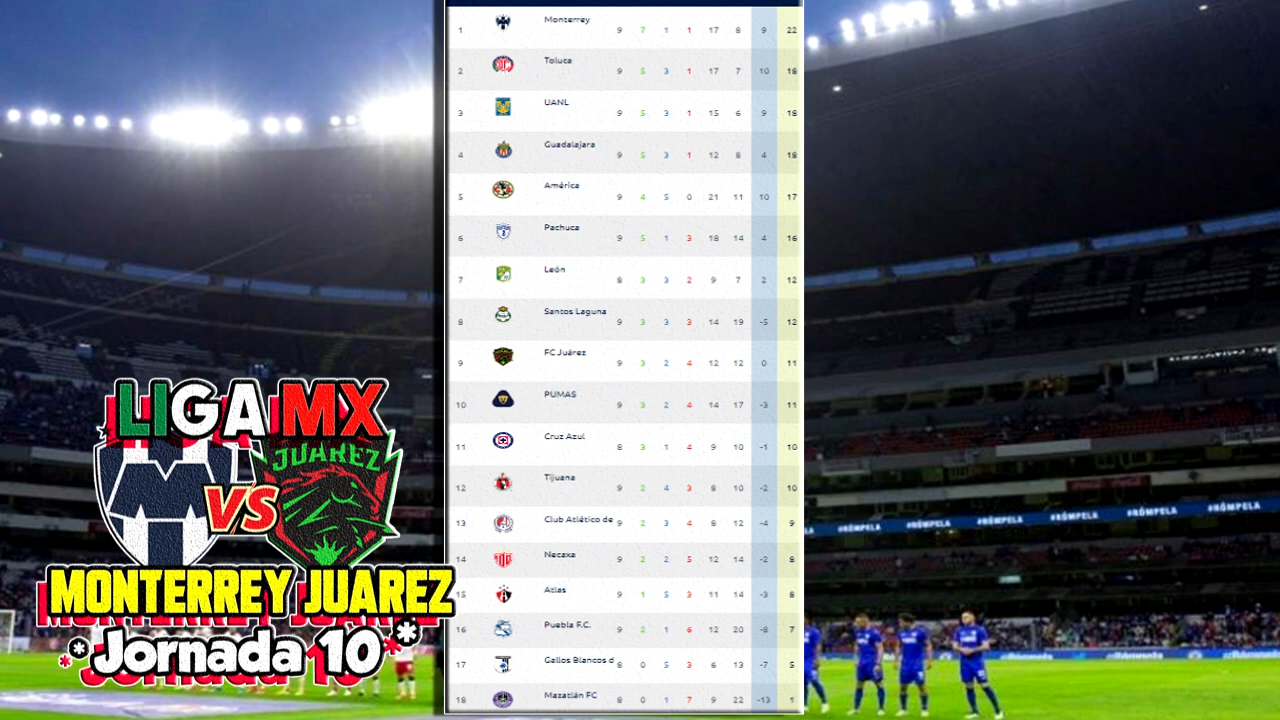 1 Monterrey 9 7 1 1 17 8 9 22
2 Toluca 9 5 3 1 17 7 10 18
3 UANL 9 5 3 1 15 6 9 18
4 Guadalajara 9 5 3 1 12 8 4 18
5 América 9 4 5 0 21 11 10 17
6 Pachuca 9 5 1 3 18 14 4 16
7 León 8 3 3 2 9 7 2 12
8 Santos Laguna 9 3 3 3 14 19 -5 12
9 FC Juárez 9 3 2 4 12 12 0 11
10 PUMAS 9 3 2 4 14 17 -3 11
11 Cruz Azul 8 3 1 4 9 10 -1 10
12 Tijuana 9 2 4 3 8 10 -2 10
13 Club Atlético de 9 2 3 4 8 12 -4 9
14 Necaxa 9 2 2 5 12 14 -2 8
15 Atlas 9 1 5 3 11 14 -3 8
16 Puebla F.C. 9 2 1 6 12 20 -8 7
17 Gallos Blancos d 8 0 5 3 6 13 -7 5
18 Mazatlán FC 8 0 1 7 9 22 -13 1
LIGA MX
JUAREZ
VS
MONTERREY JUAREZ
*Jornada 10*
#RÓMPELA #RÓMPELA #RÓMPELA #RÓMPELA #RÓMPELA #RÓMPELA